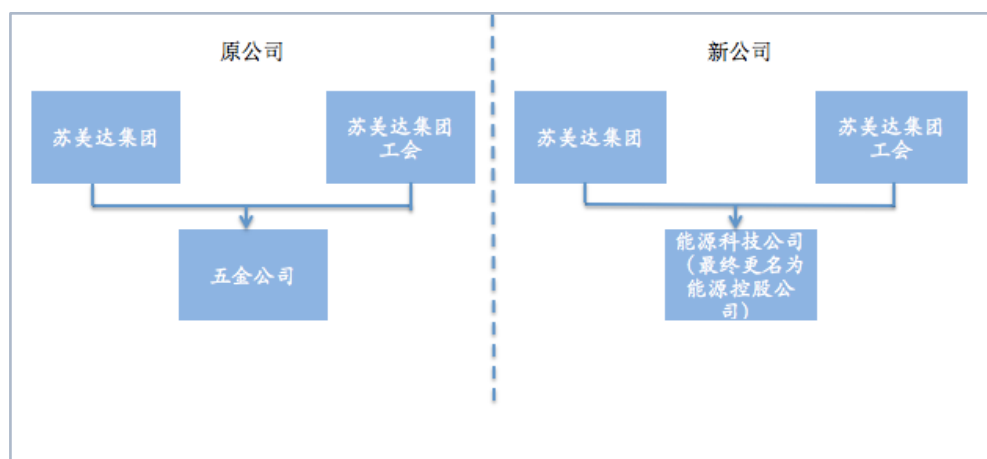 原公司
新公司
苏美达集团
苏美达集团
工会
苏美达集团
苏美达集团
工会
五金公司
能源科技公司
（最终更名为
能源控股公
司）